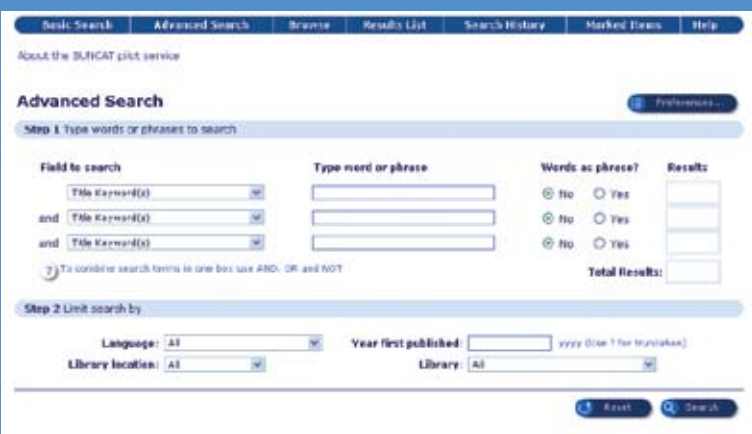 Basic Search Advanced Search Browse Results List Search History Marked Items Help
About the SUNCAT pilot service
Advanced Search
Preferences...
Step 1 Type words or phrases to search
Field to search Type word or phrase Words as phrase? Results
Title Keyword(s) No Yes
and Title Keyword(s) No Yes
and Title Keyword(s) No Yes
? To combine search terms in one box use AND, OR and NOT Total Results:
Step 2 Limit search by
Language: All Year first published: yyyy (Use ? for truncation)
Library location: All Library: All
Reset Search